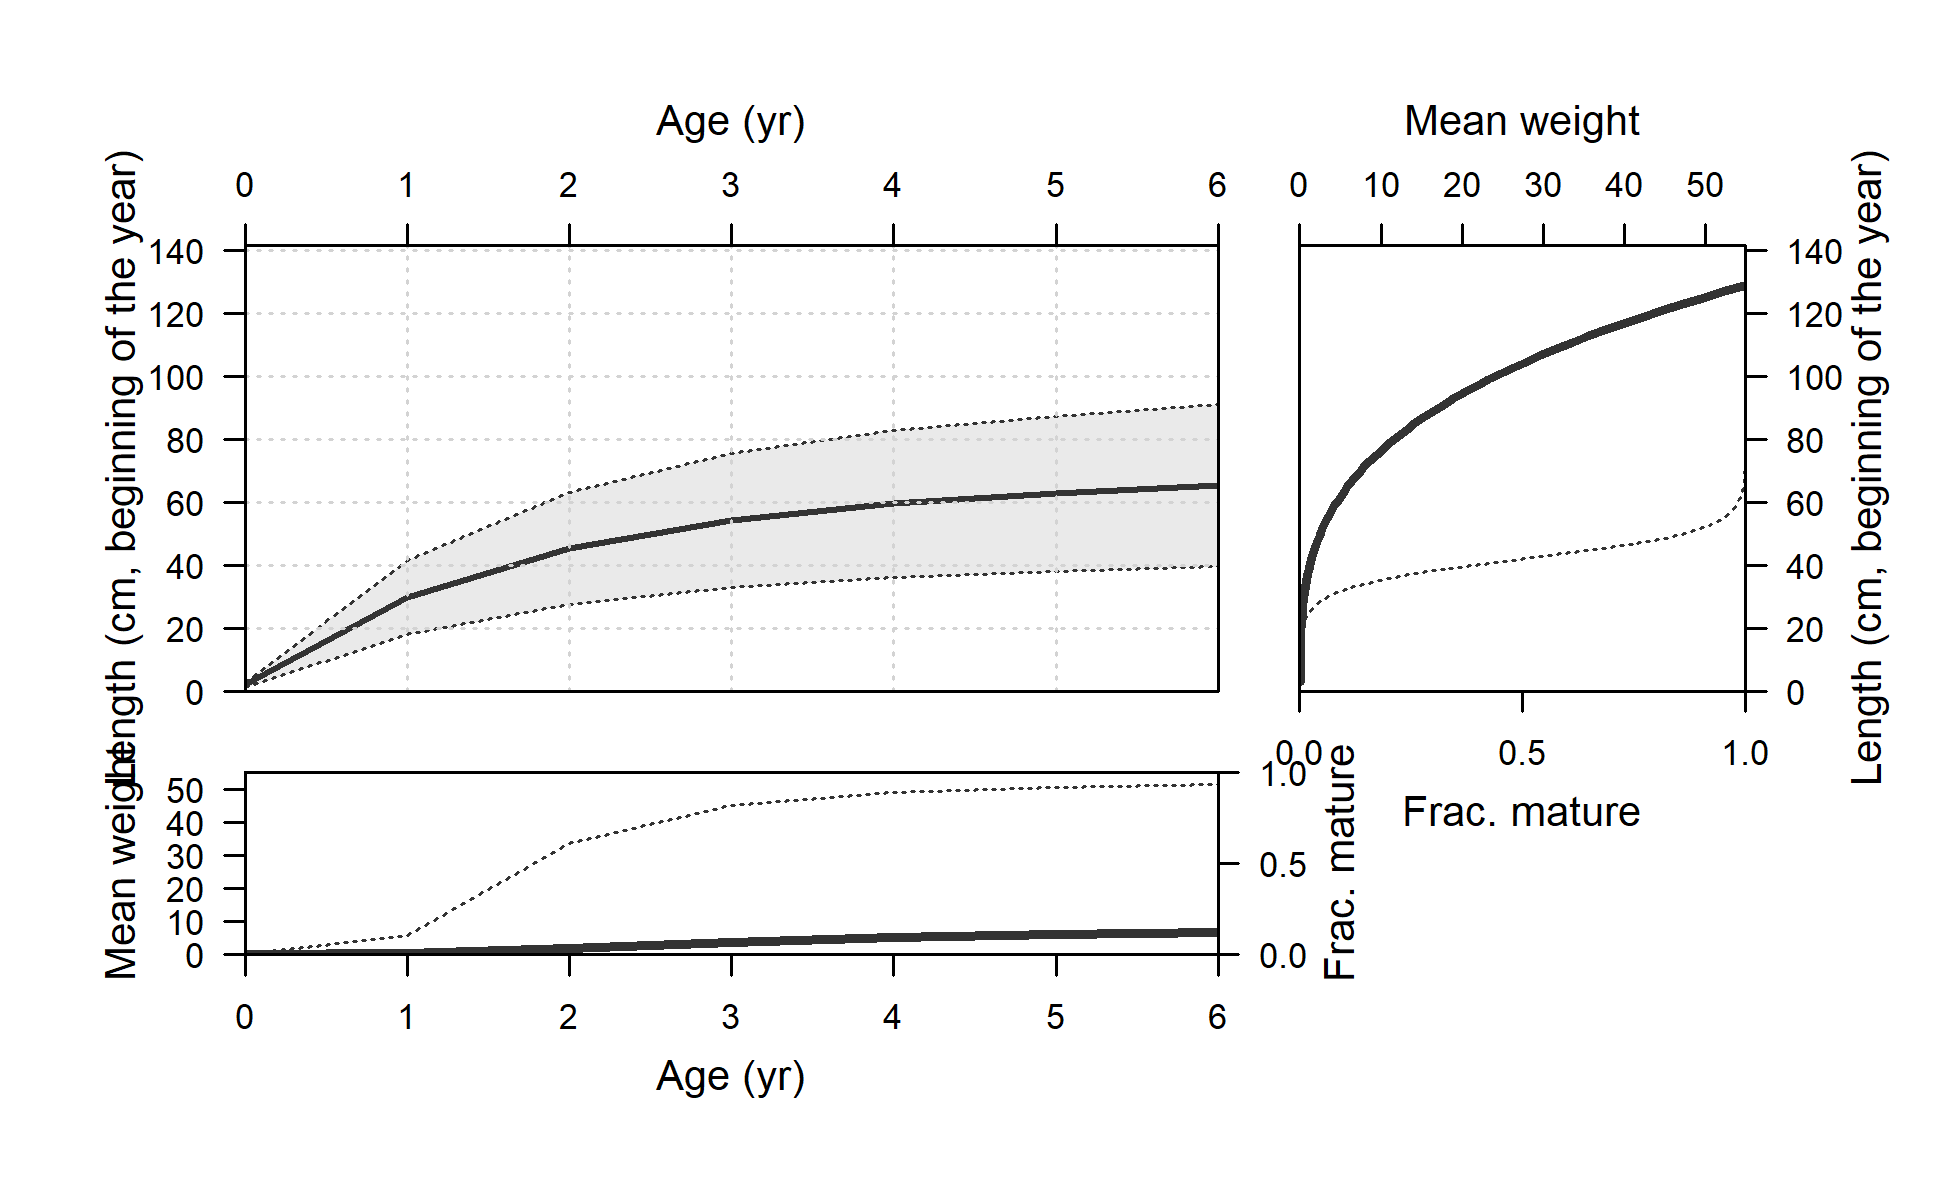 Age (yr)
Mean weight
0 1 2 3 4 5 6
0 10 20 30 40 50
Length (cm, beginning of the year)
140
120
100
80
60
40
20
0
140
120
100
80
60
40
20
0
Length (cm, beginning of the year)
0.0 0.5 1.0
Frac. mature
Mean weight
50
40
30
20
10
0
1.0
0.5
0.0
Frac. mature
0 1 2 3 4 5 6
Age (yr)